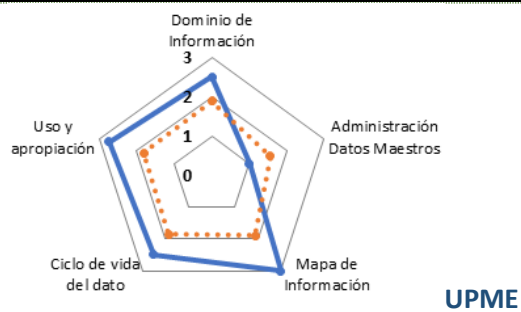 Dominio de
Información
3
2
1
0
Uso y
apropiación
Administración
Datos Maestros
Ciclo de vida
del dato
Mapa de
Información
UPME